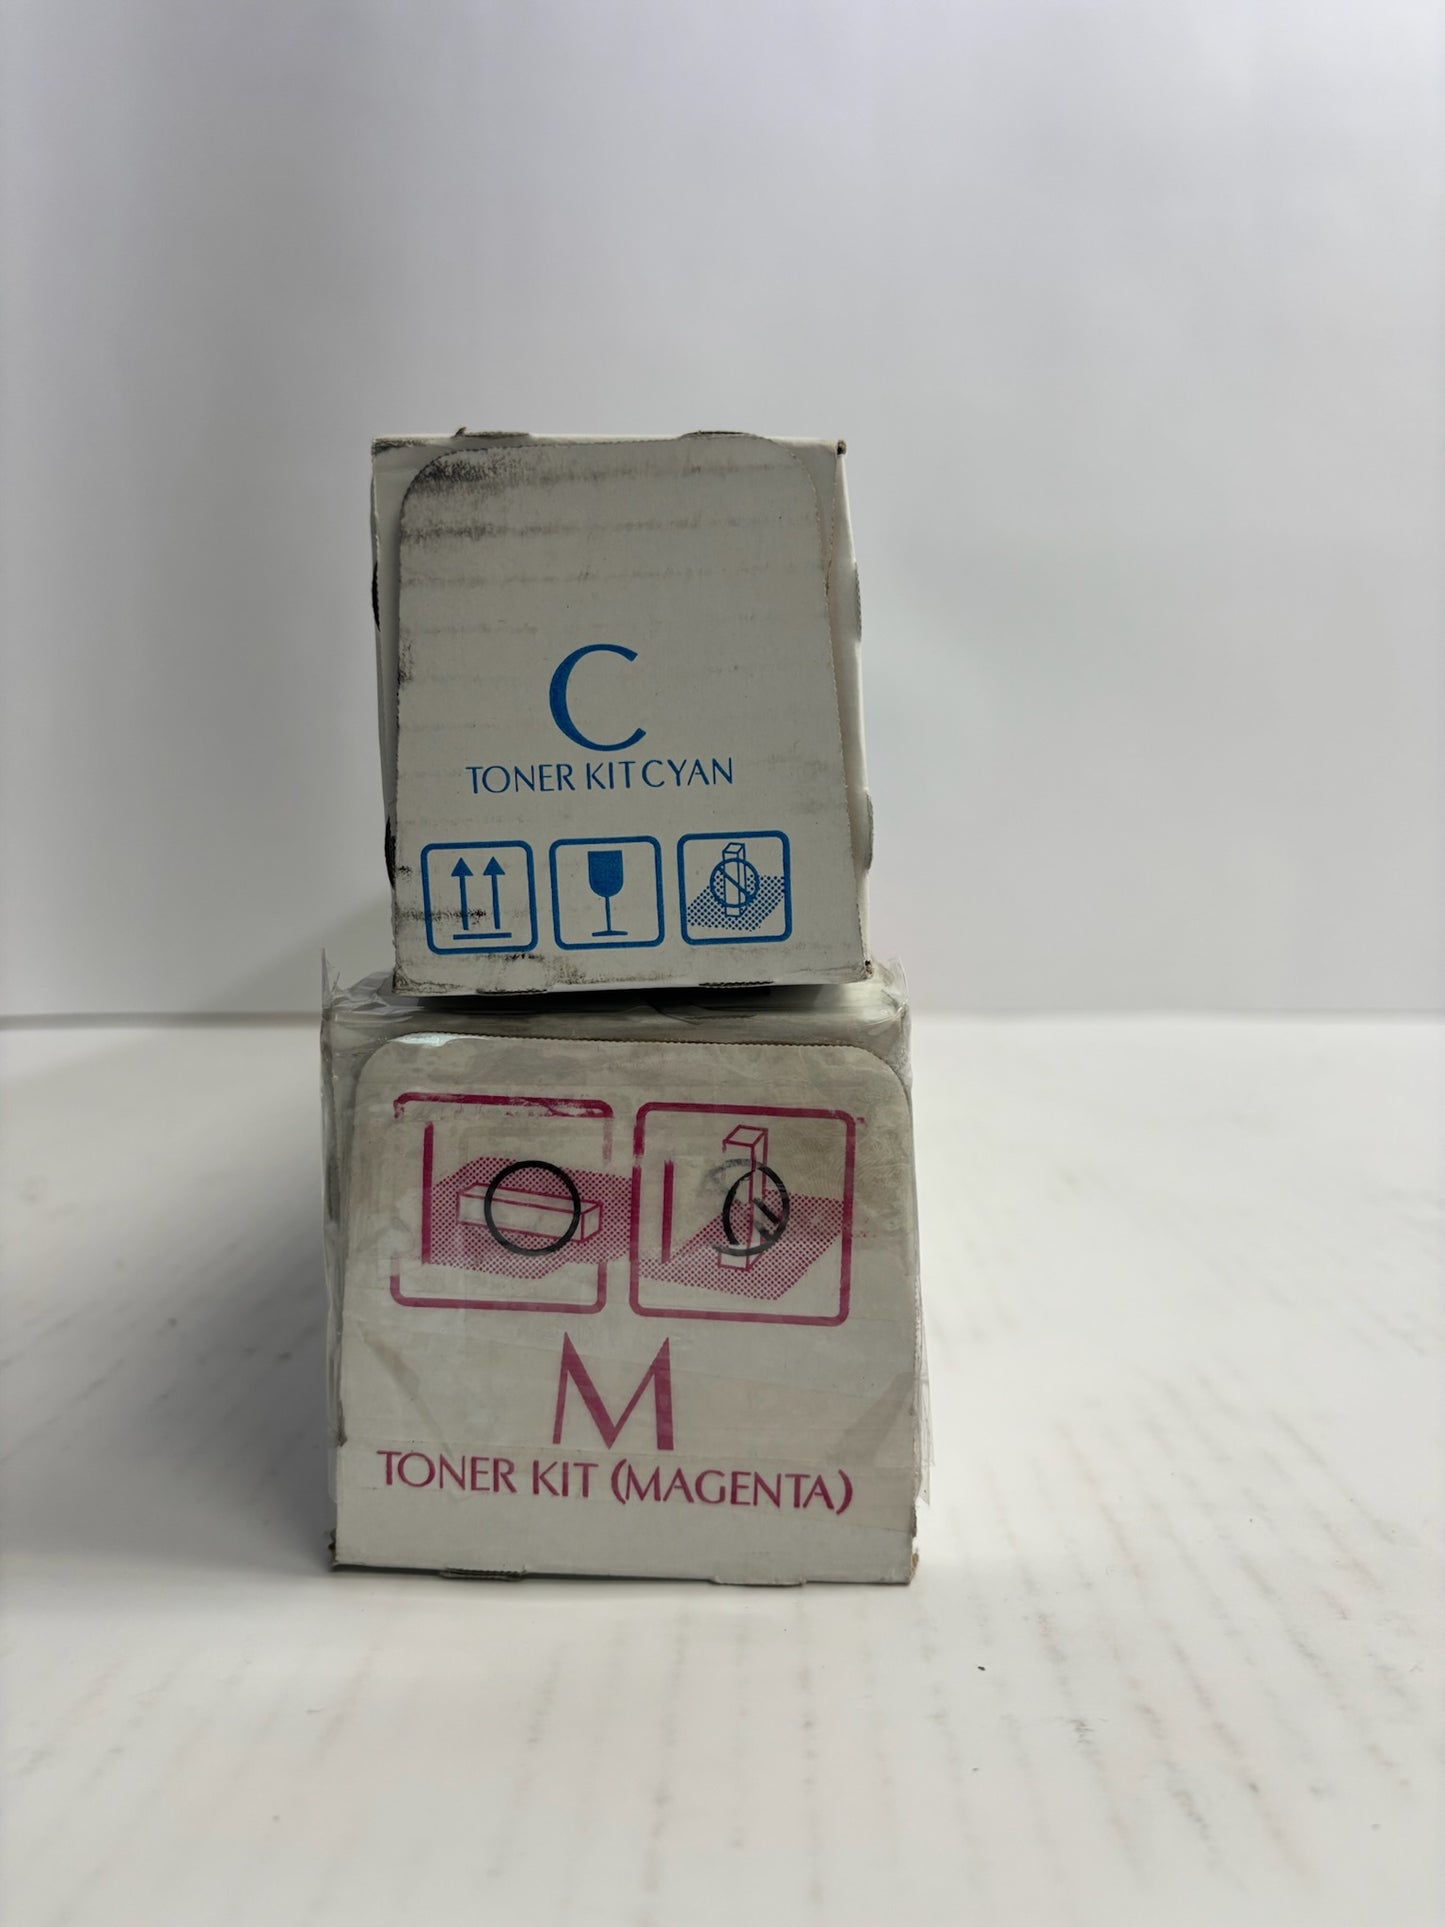 C
TONER KIT CYAN
M
TONER KIT (MAGENTA)